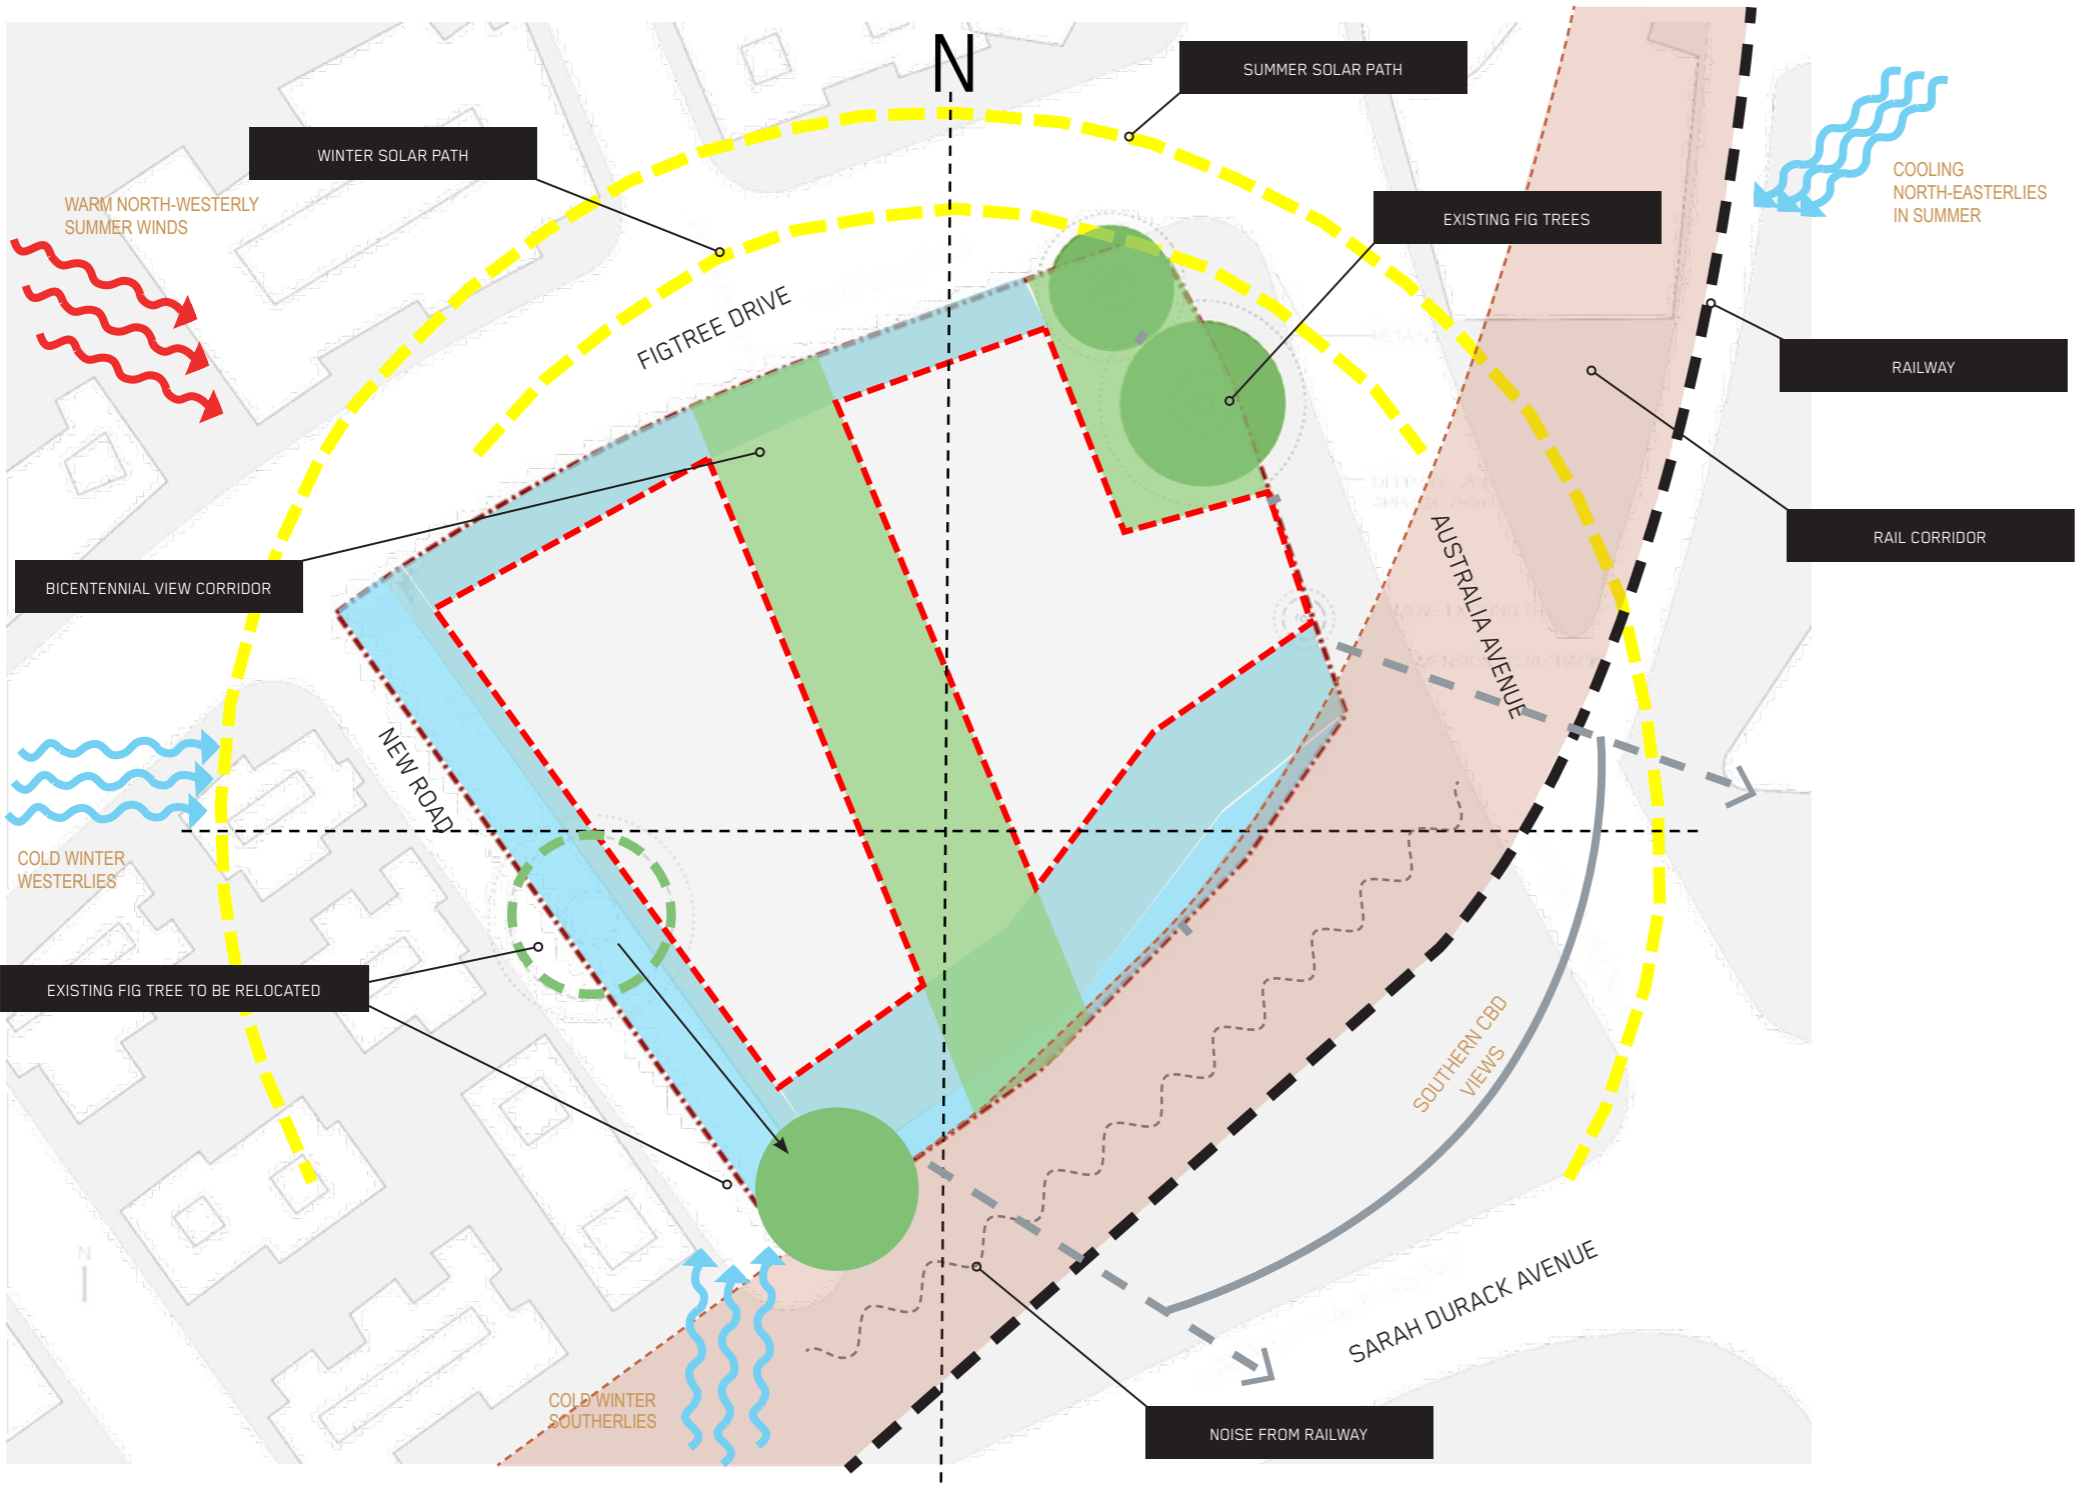 N
SUMMER SOLAR PATH
WINTER SOLAR PATH
COOLING
NORTH-EASTERLIES
IN SUMMER
WARM NORTH-WESTERLY
SUMMER WINDS
EXISTING FIG TREES
FIGTREE DRIVE
RAILWAY
RAIL CORRIDOR
BICENTENNIAL VIEW CORRIDOR
AUSTRALIA AVENUE
NEW ROAD
COLD WINTER
WESTERLIES
EXISTING FIG TREE TO BE RELOCATED
SOUTHERN CBD
VIEWS
N
SARAH DURACK AVENUE
COLD WINTER
SOUTHERLIES
NOISE FROM RAILWAY